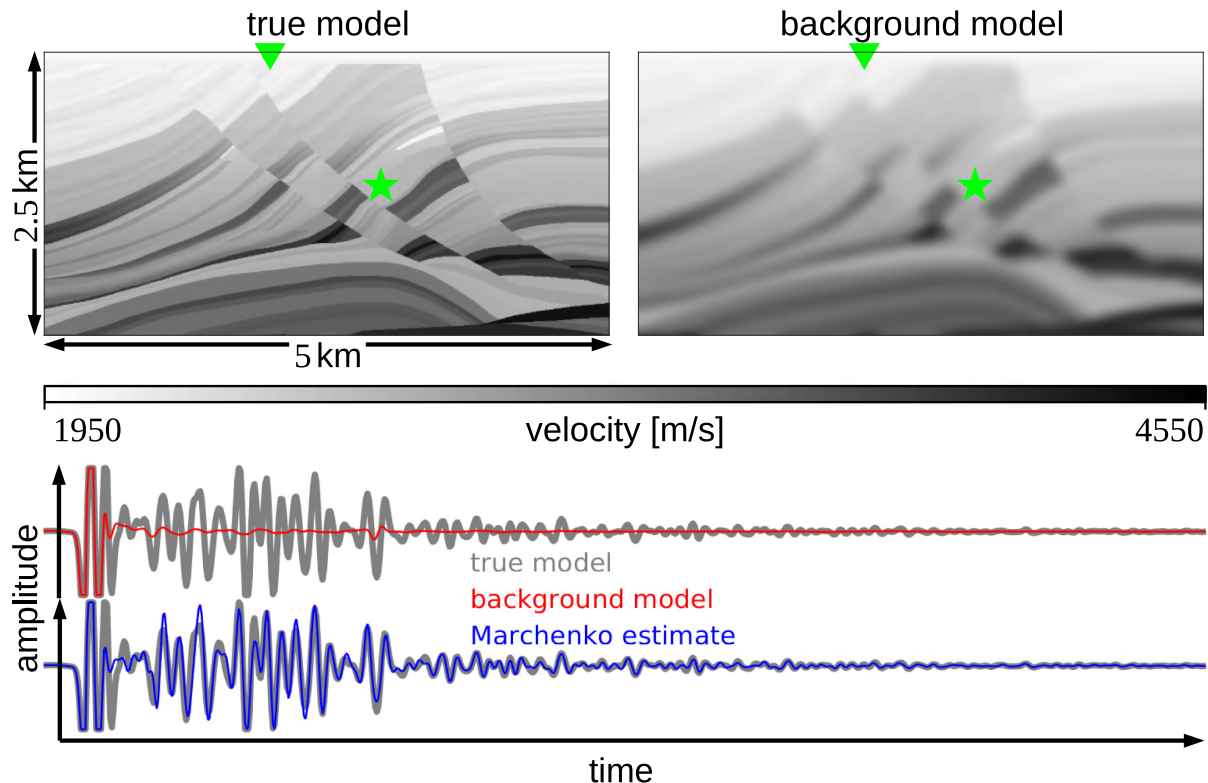 true model
background model
2.5 km
5 km
1950
velocity [m/s]
4550
amplitude
true model
background model
Marchenko estimate
time